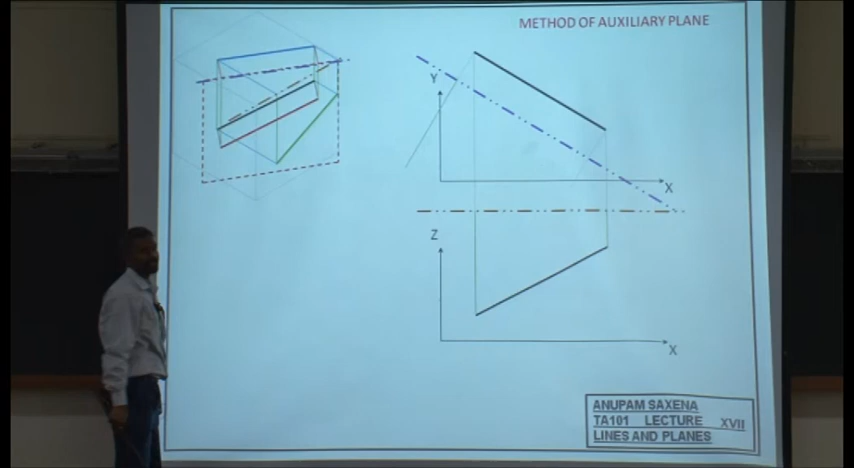 METHOD OF AUXILIARY PLANE
Y
X
Z
X
ANUPAM SAXENA
TA101 LECTURE XVII
LINES AND PLANES